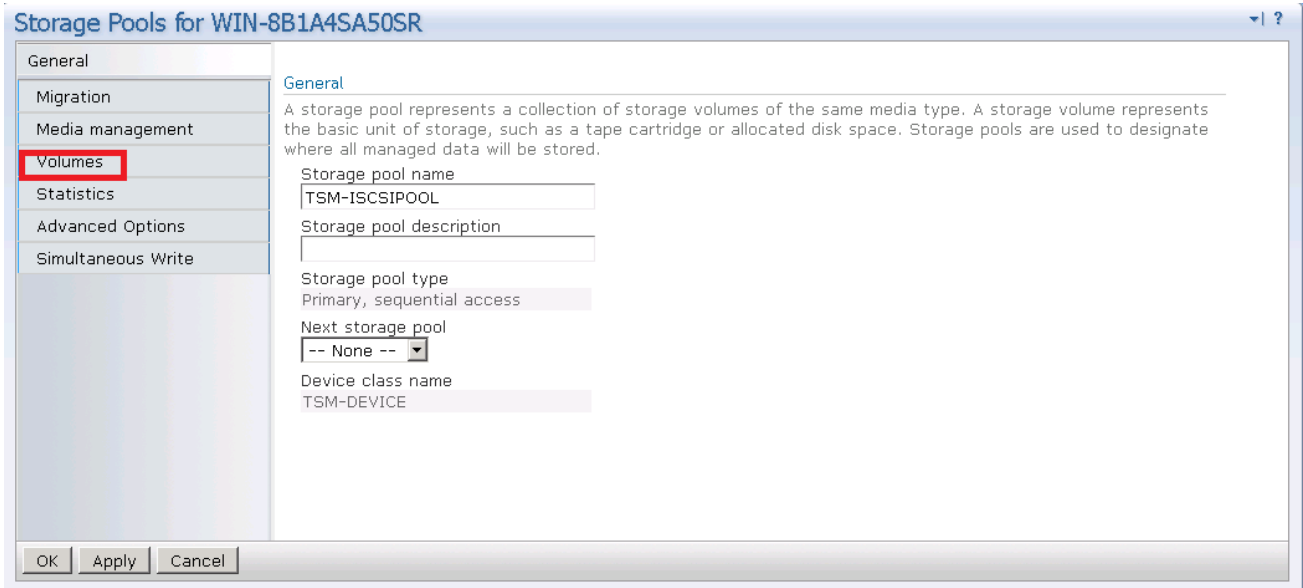 Storage Pools for WIN-8B1A4SA50SR
?
General
Migration
Media management
Volumes
Statistics
Advanced Options
Simultaneous Write
General
A storage pool represents a collection of storage volumes of the same media type. A storage volume represents
the basic unit of storage, such as a tape cartridge or allocated disk space. Storage pools are used to designate
where all managed data will be stored.
Storage pool name
TSM-ISCSIPOOL
Storage pool description
Storage pool type
Primary, sequential access
Next storage pool
-- None --
Device class name
TSM-DEVICE
OK Apply Cancel